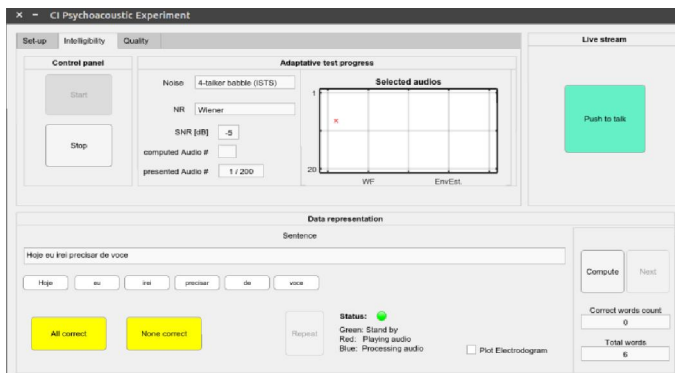 CI Psychoacoustic Experiment
Set-up Intelligibility Quality
Control panel
Start
Stop
Adaptative test progress
Noise 4-talker babble (ISTS)
NR Wiener
SNR [dB] -5
computed Audio #
presented Audio # 1 / 200
Selected audios
1
20
WF EnvEst.
Live stream
Push to talk
Data representation
Sentence
Hoje eu irei precisar de voce
Hoje eu irei precisar de voce
All correct
None correct
Repeat
Status:
Green: Stand by
Red: Playing audio
Blue: Processing audio
Plot Electrodogram
Compute Next
Correct words count
0
Total words
6